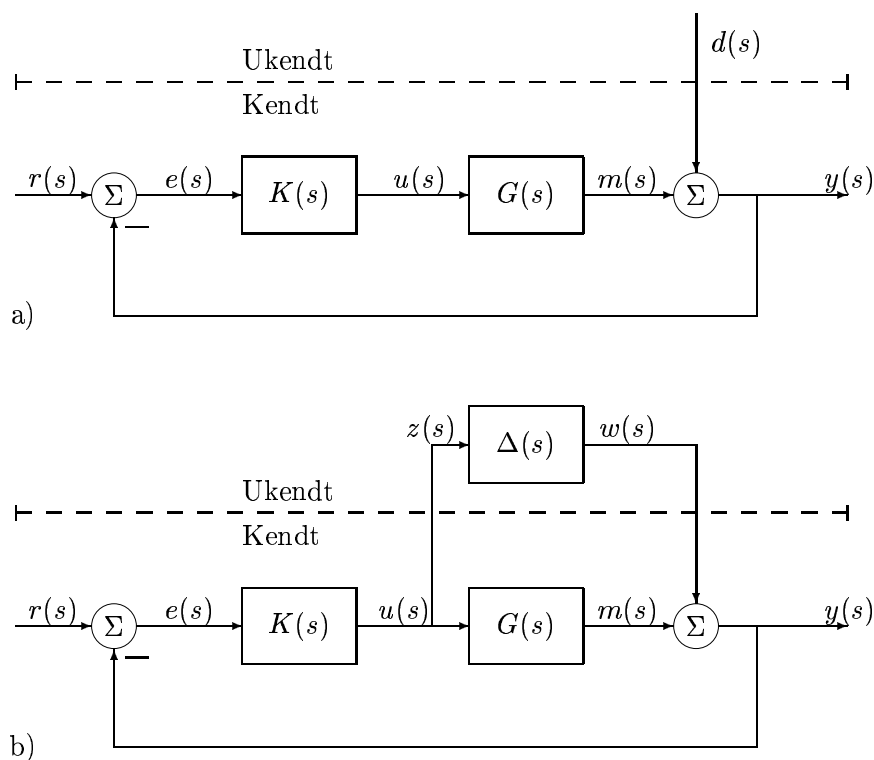 d(s)
Ukendt
Kendt
r(s) Σ e(s) K(s) u(s) G(s) m(s) Σ y(s)
−
a)
z(s) Δ(s) w(s)
Ukendt
Kendt
r(s) Σ e(s) K(s) u(s) G(s) m(s) Σ y(s)
−
b)